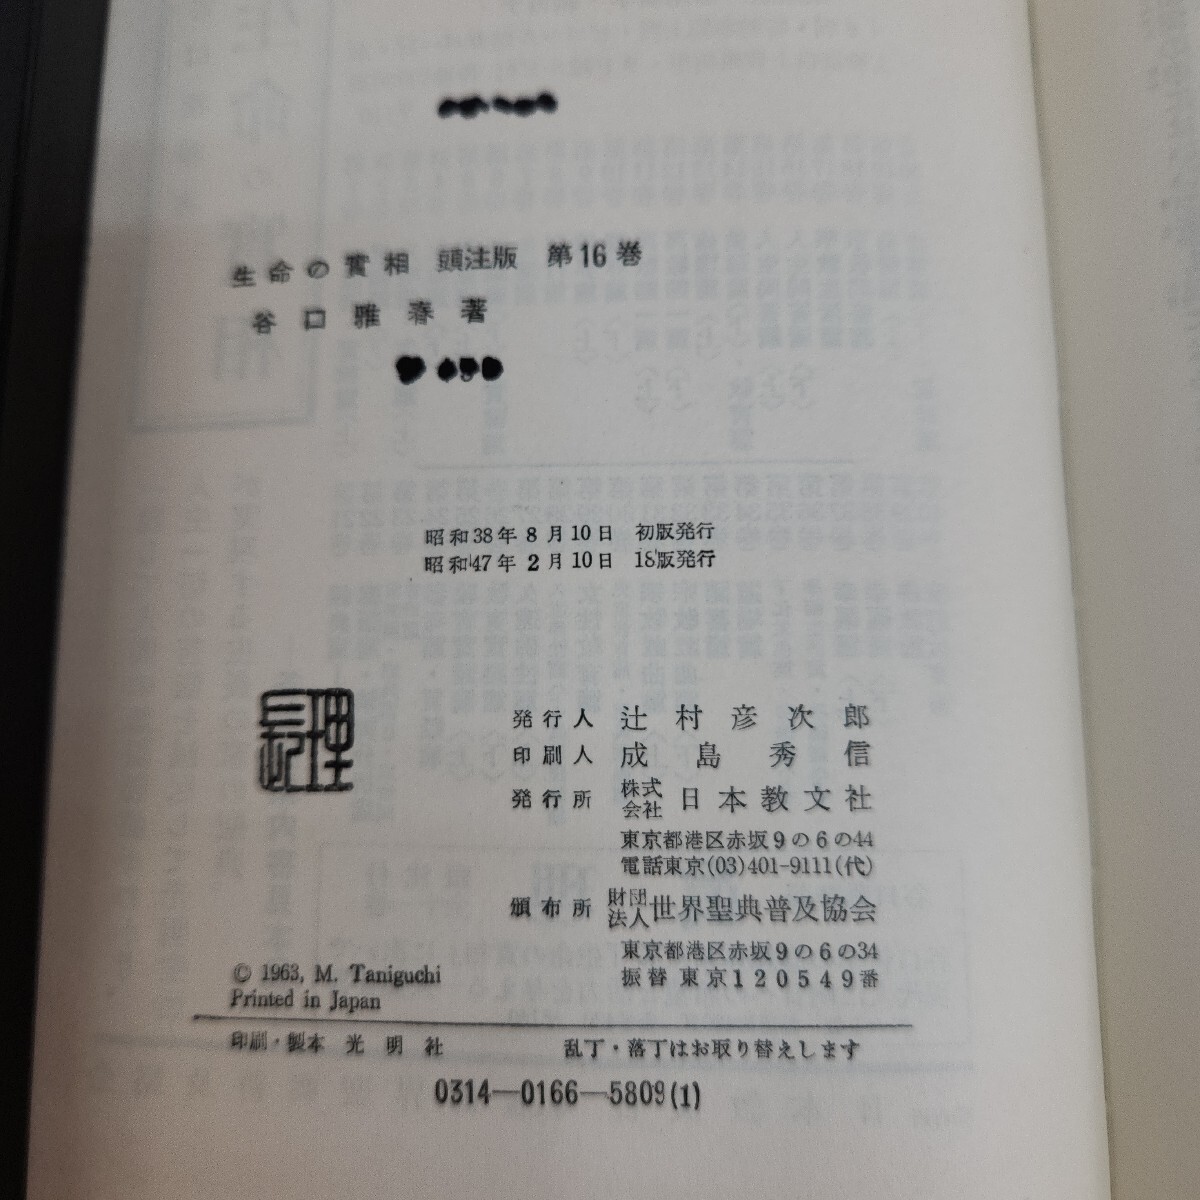 生命の實相 頭注版 第16巻
谷口雅春著
昭和38年8月10日 初版発行
昭和47年2月10日 18版発行
発行人 辻村彦次郎
印刷人 成島秀信
発行所 株式会社 日本教文社
東京都港区赤坂9の6の44
電話東京(03)401-9111(代)
頒布所 財団法人 世界聖典普及協会
東京都港区赤坂9の6の34
振替 東京120549番
© 1963, M. Taniguchi
Printed in Japan
印刷・製本 光明社 乱丁・落丁はお取り替えします
0314—0166—5809(1)